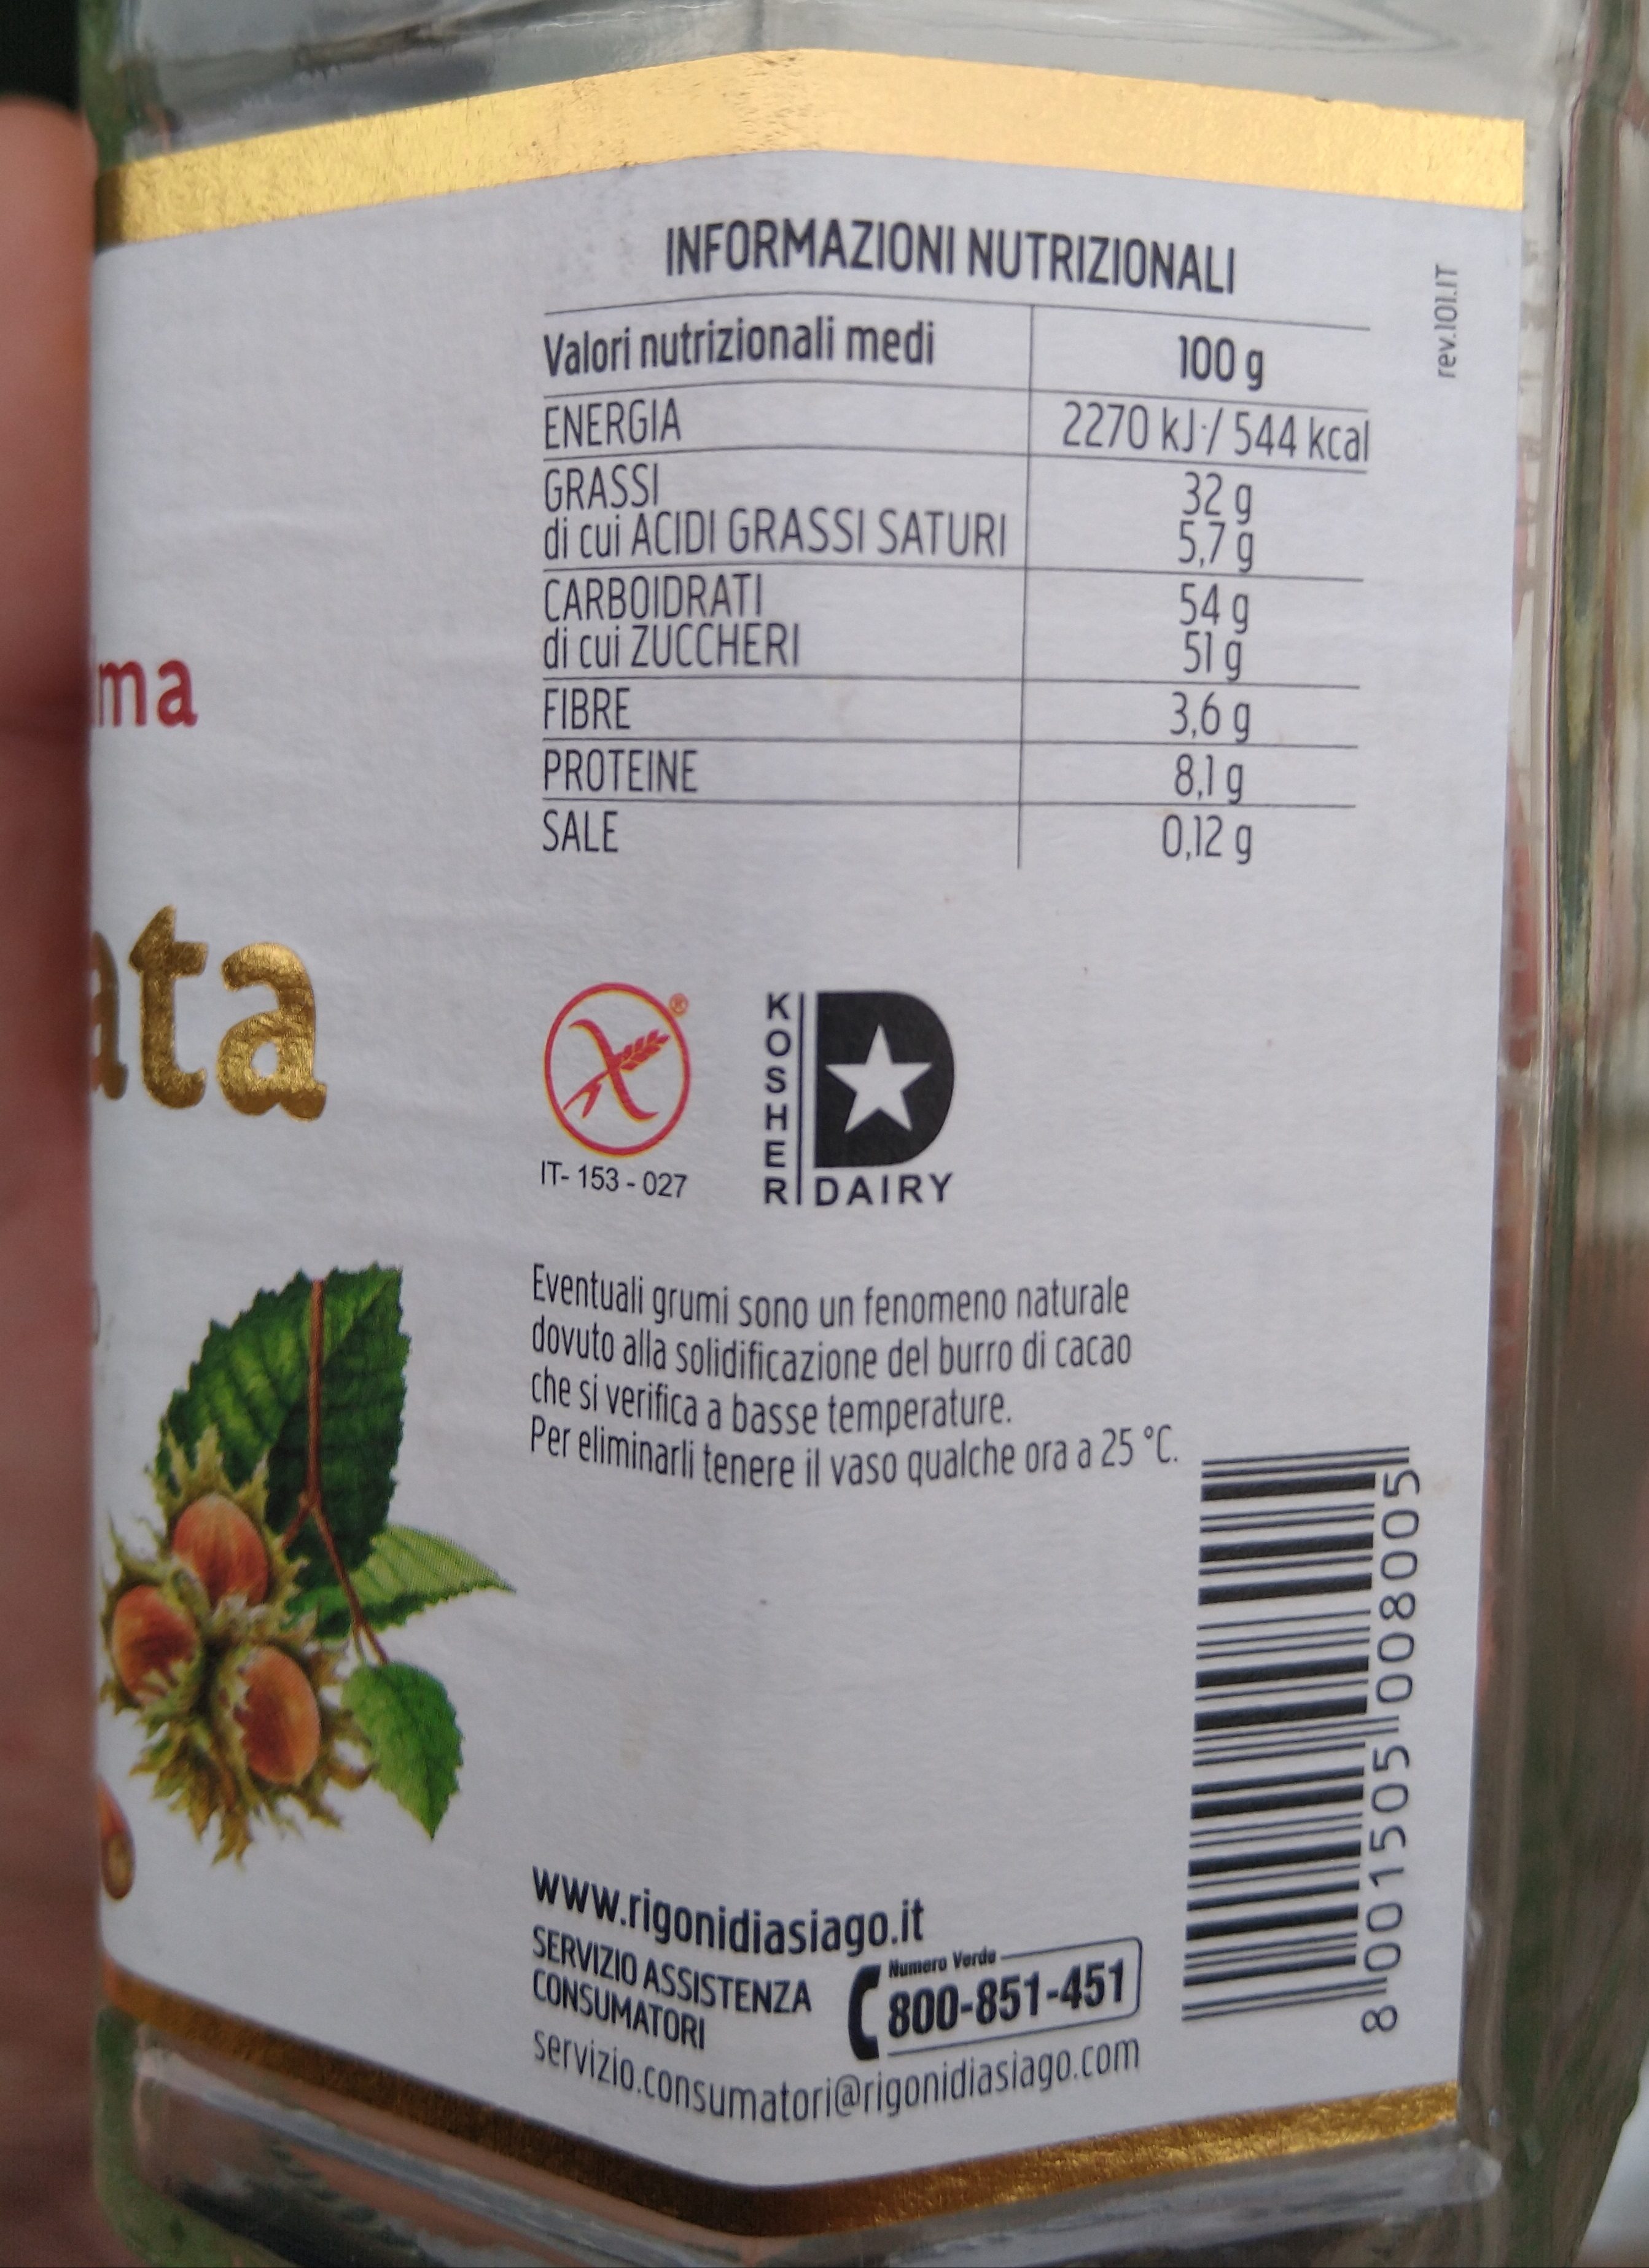 INFORMAZIONI NUTRIZIONALI
rev.101.IT
Valori nutrizionali medi 100 g
ENERGIA 2270 kJ / 544 kcal
GRASSI 32 g
di cui ACIDI GRASSI SATURI 5,7 g
CARBOIDRATI 54 g
di cui ZUCCHERI 51 g
FIBRE 3,6 g
PROTEINE 8,1 g
SALE 0,12 g
ma
ata
®
IT-153-027
KOSHER
D
DAIRY
Eventuali grumi sono un fenomeno naturale
dovuto alla solidificazione del burro di cacao
che si verifica a basse temperature.
Per eliminarli tenere il vaso qualche ora a 25 °C.
8 001505 008005
www.rigonidiasiago.it
SERVIZIO ASSISTENZA
CONSUMATORI
Numero Verde
800-851-451
servizio.consumatori@rigonidiasiago.com